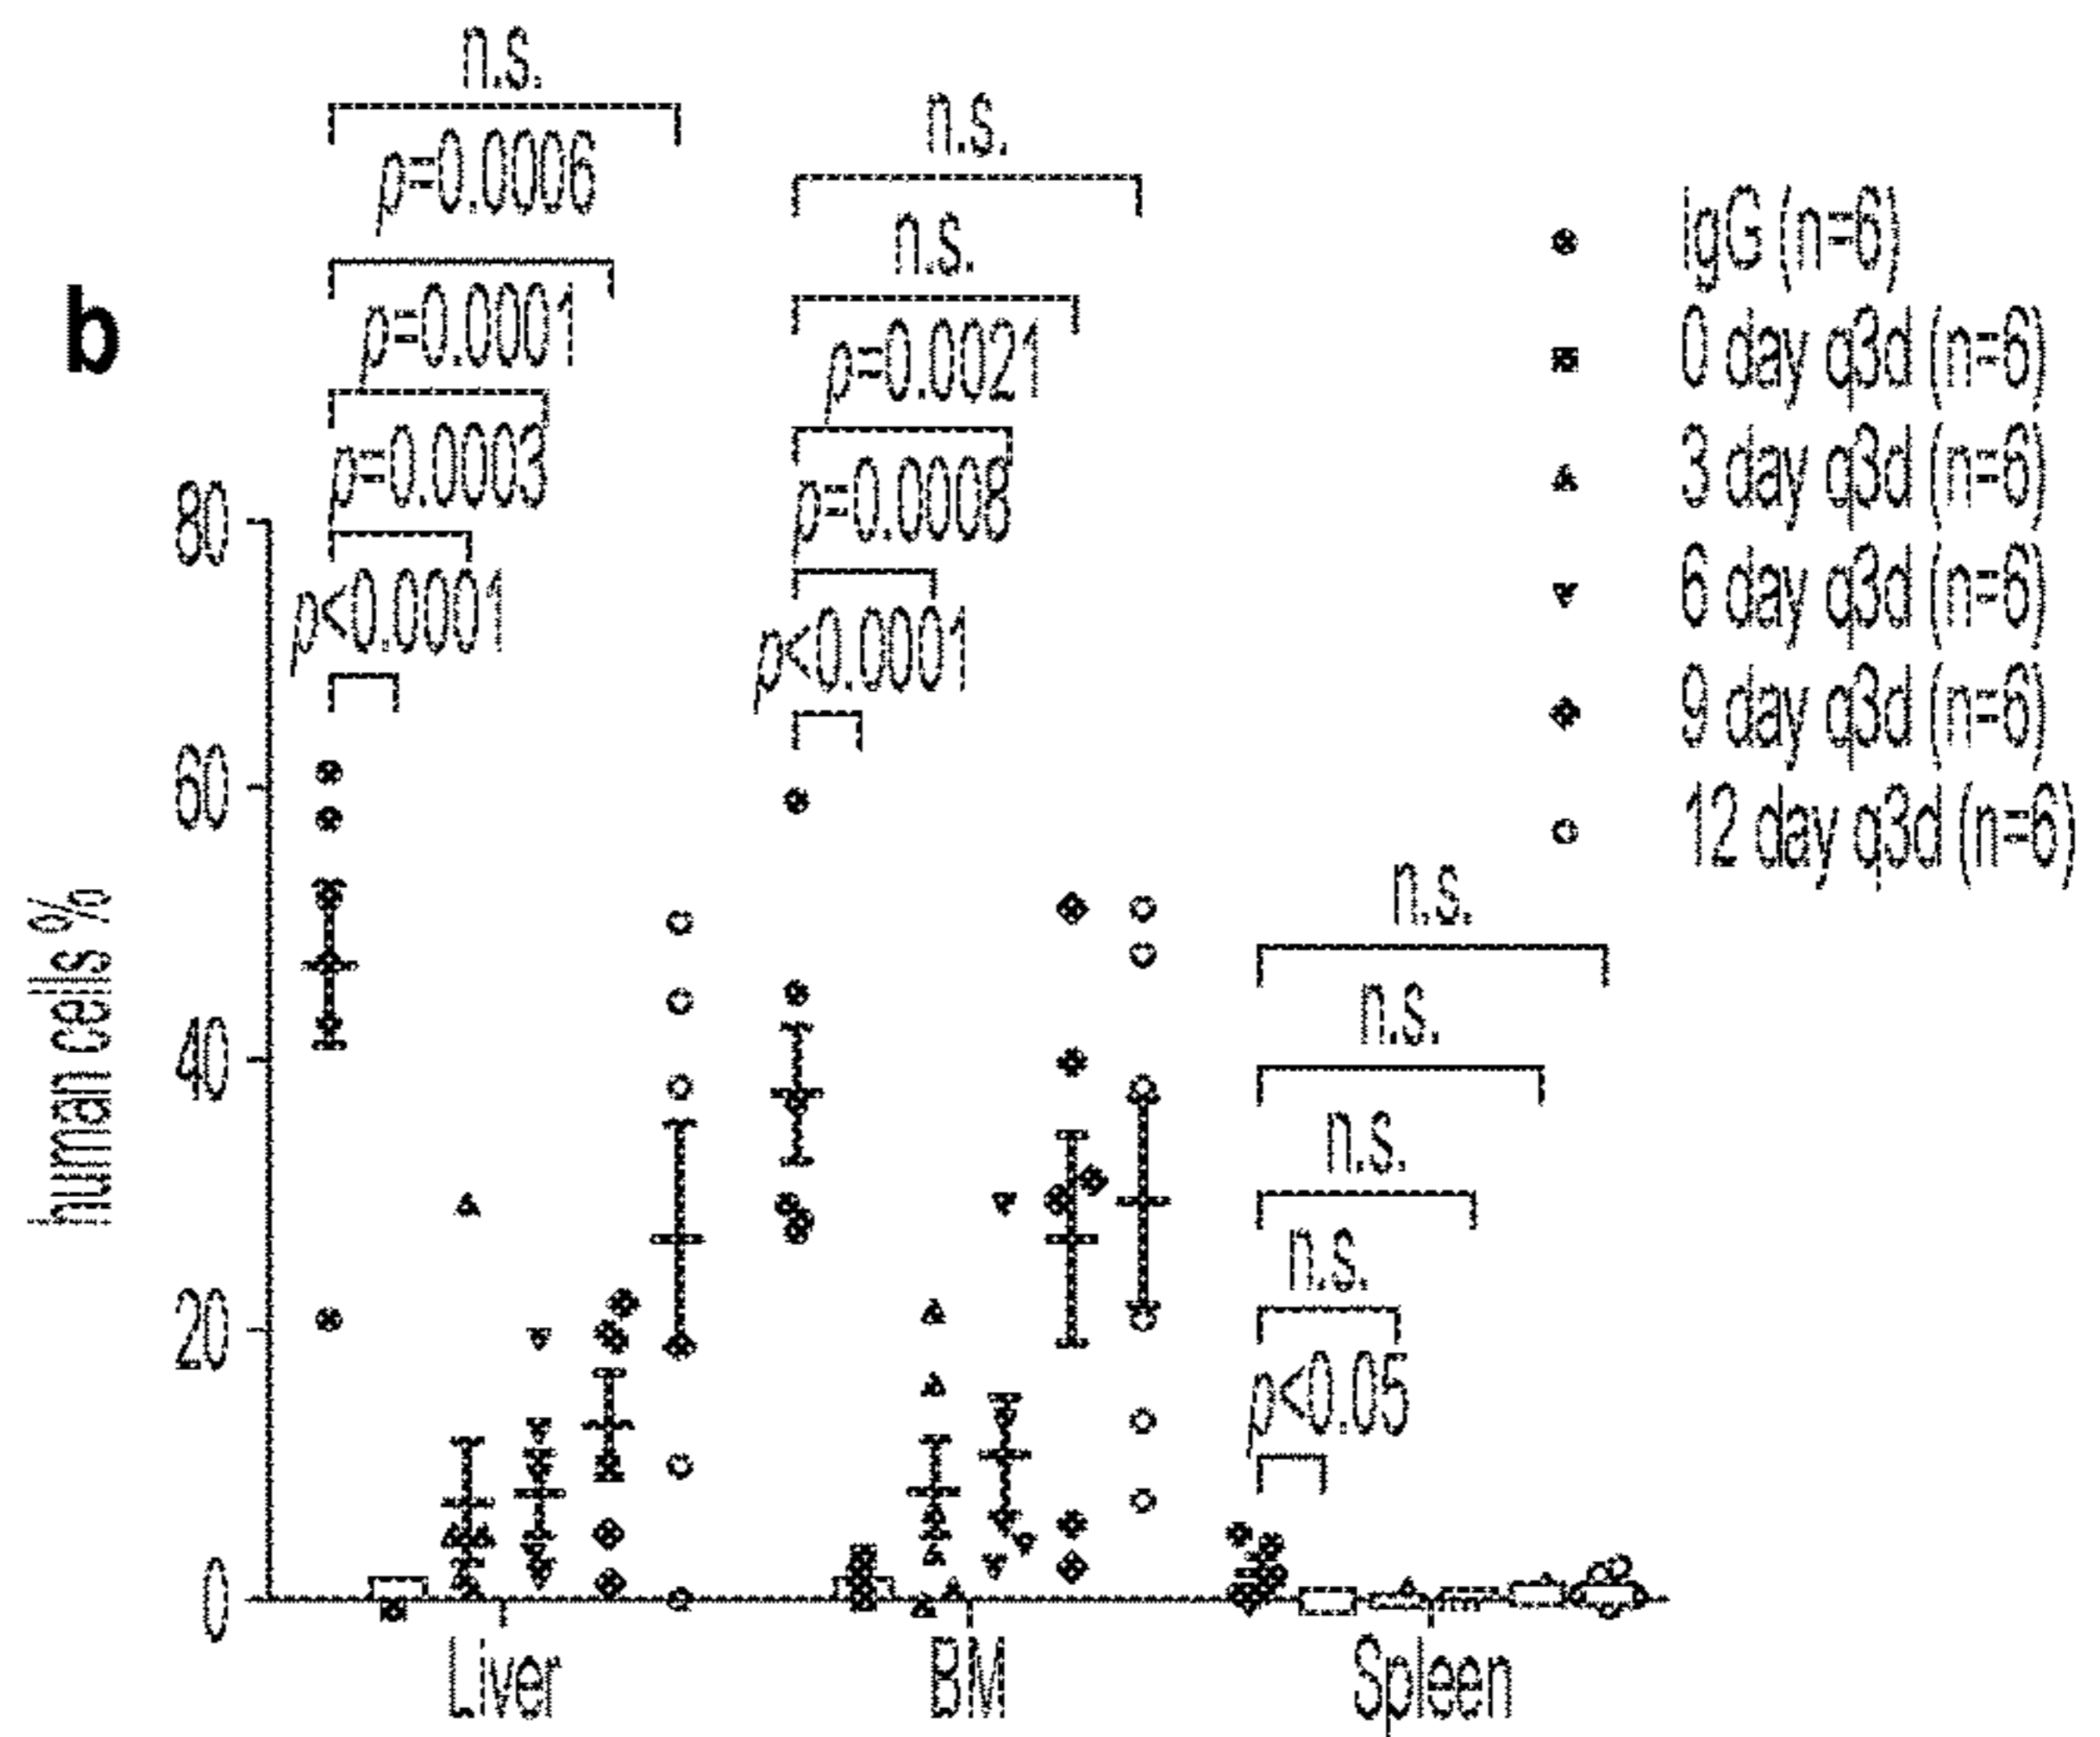 b
n.s.
p=0.0006
p=0.0001
p=0.0003
p<0.0001
n.s.
n.s.
p=0.0021
p=0.0008
p<0.0001
n.s.
n.s.
n.s.
n.s.
p<0.05
IgG (n=6)
0 day q3d (n=6)
3 day q3d (n=6)
6 day q3d (n=6)
9 day q3d (n=6)
12 day q3d (n=6)
human cells %
80
60
40
20
0
Liver
BM
Spleen